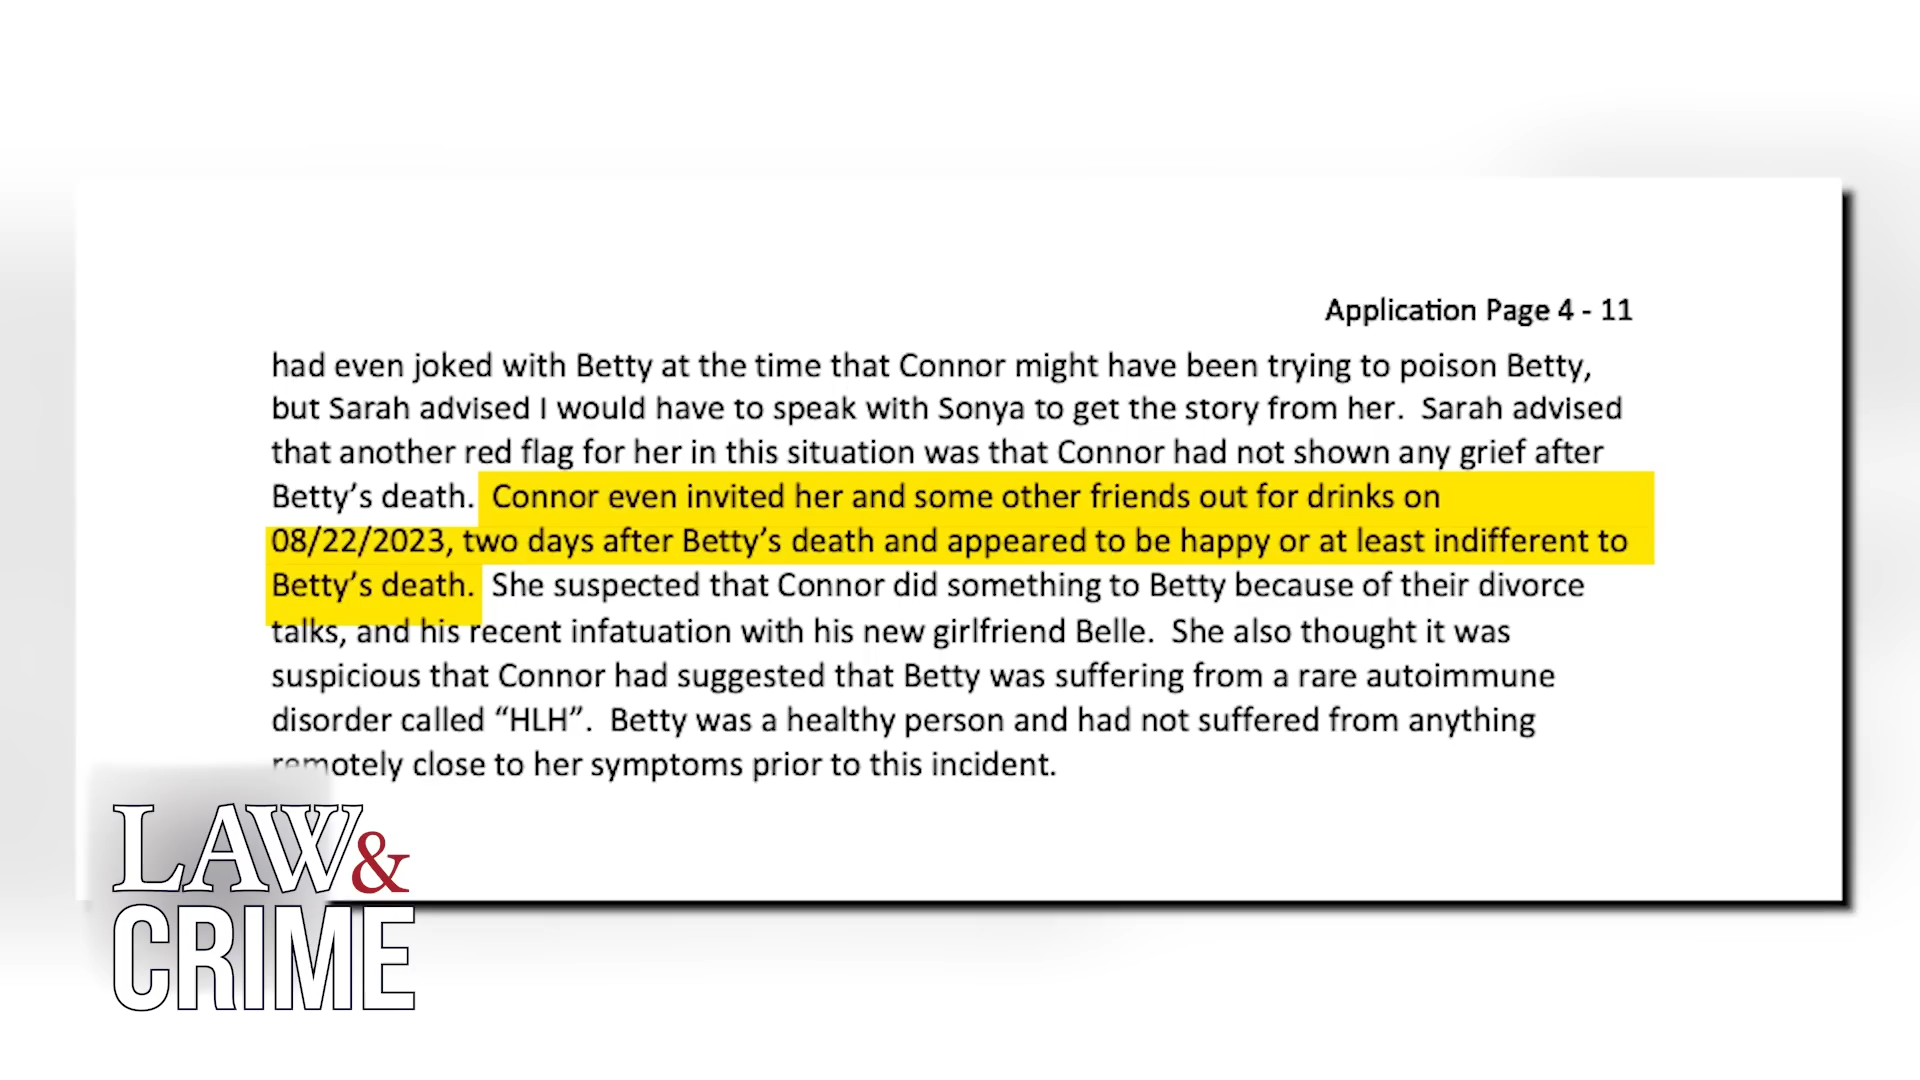 Application Page 4 - 11
had even joked with Betty at the time that Connor might have been trying to poison Betty,
but Sarah advised I would have to speak with Sonya to get the story from her.  Sarah advised
that another red flag for her in this situation was that Connor had not shown any grief after
Betty’s death.  Connor even invited her and some other friends out for drinks on
08/22/2023, two days after Betty’s death and appeared to be happy or at least indifferent to
Betty’s death.  She suspected that Connor did something to Betty because of their divorce
talks, and his recent infatuation with his new girlfriend Belle.  She also thought it was
suspicious that Connor had suggested that Betty was suffering from a rare autoimmune
disorder called “HLH”.  Betty was a healthy person and had not suffered from anything
remotely close to her symptoms prior to this incident.
LAW&
CRIME